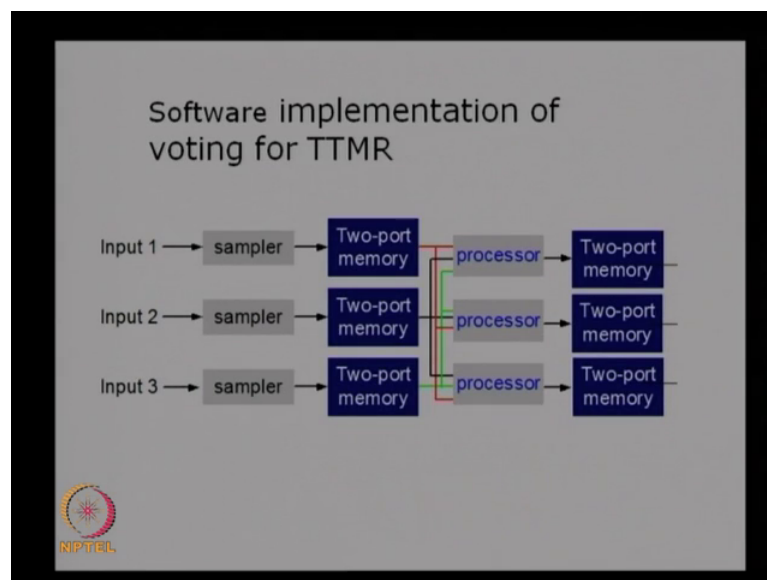 Software implementation of
voting for TTMR
Input 1
sampler
Two-port
memory
processor
Two-port
memory
Input 2
sampler
Two-port
memory
processor
Two-port
memory
Input 3
sampler
Two-port
memory
processor
Two-port
memory
NPTEL